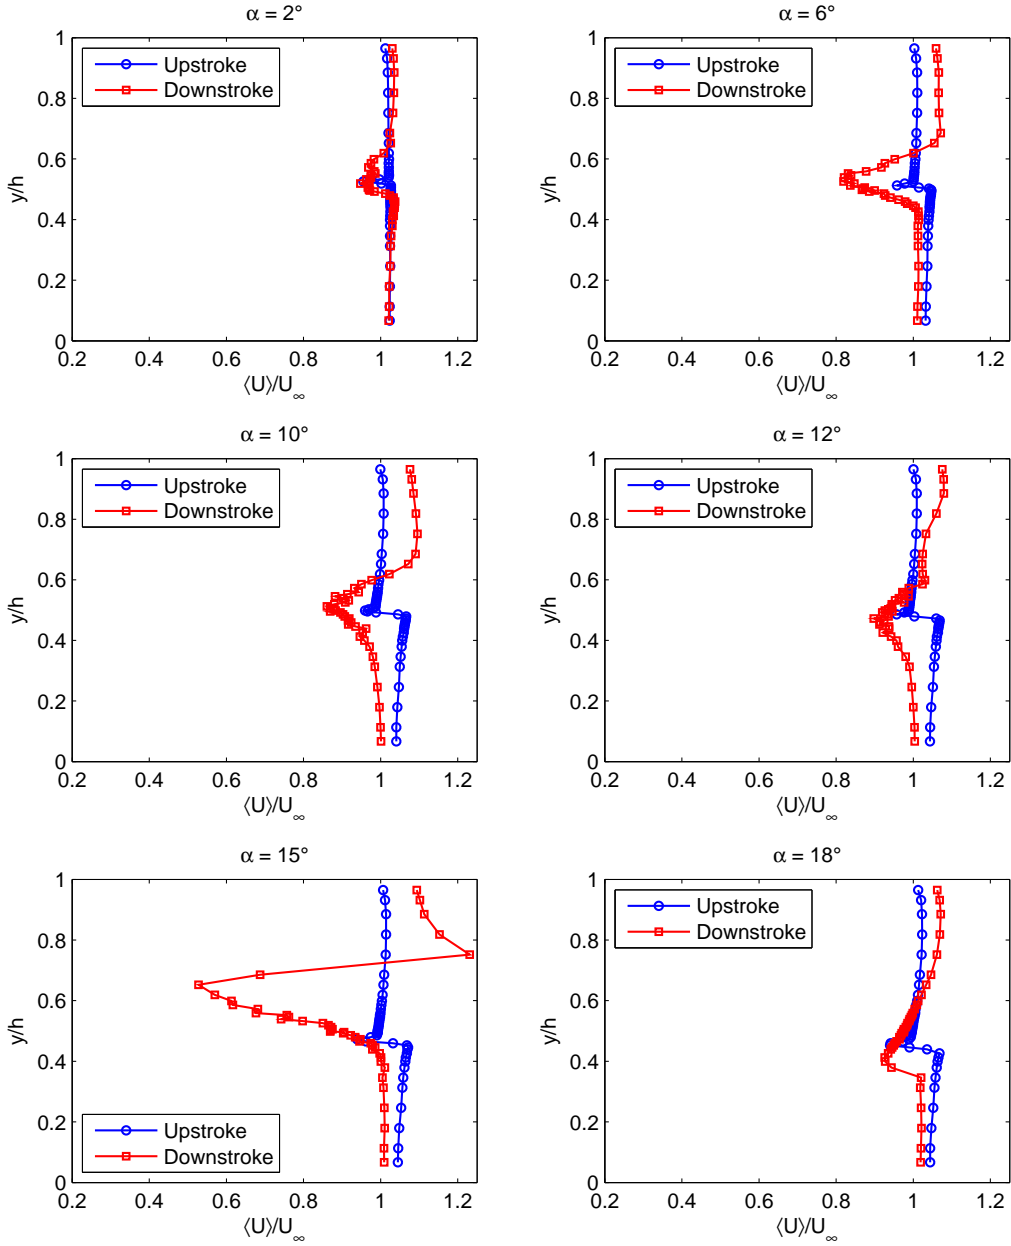 α = 2°
α = 6°
1
0.8
0.6
0.4
0.2
0
y/h
Upstroke
Downstroke
0.2 0.4 0.6 0.8 1 1.2
⟨U⟩/U∞
1
0.8
0.6
0.4
0.2
0
y/h
Upstroke
Downstroke
0.2 0.4 0.6 0.8 1 1.2
⟨U⟩/U∞
α = 10°
α = 12°
1
0.8
0.6
0.4
0.2
0
y/h
Upstroke
Downstroke
0.2 0.4 0.6 0.8 1 1.2
⟨U⟩/U∞
1
0.8
0.6
0.4
0.2
0
y/h
Upstroke
Downstroke
0.2 0.4 0.6 0.8 1 1.2
⟨U⟩/U∞
α = 15°
α = 18°
1
0.8
0.6
0.4
0.2
0
y/h
Upstroke
Downstroke
0.2 0.4 0.6 0.8 1 1.2
⟨U⟩/U∞
1
0.8
0.6
0.4
0.2
0
y/h
Upstroke
Downstroke
0.2 0.4 0.6 0.8 1 1.2
⟨U⟩/U∞